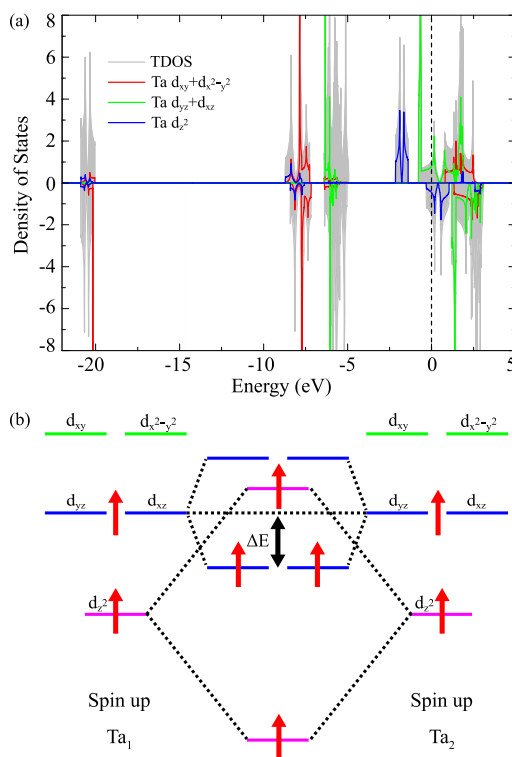 (a)
8
6
4
2
0
-2
-4
-6
-8
Density of States
TDOS
Ta dxy+dx²-y²
Ta dyz+dxz
Ta dz²
-20 -15 -10 -5 0 5
Energy (eV)
(b)
dxy dx²-y² dxy dx²-y²
dyz dxz dyz dxz
ΔE
dz² dz²
Spin up Spin up
Ta₁ Ta₂